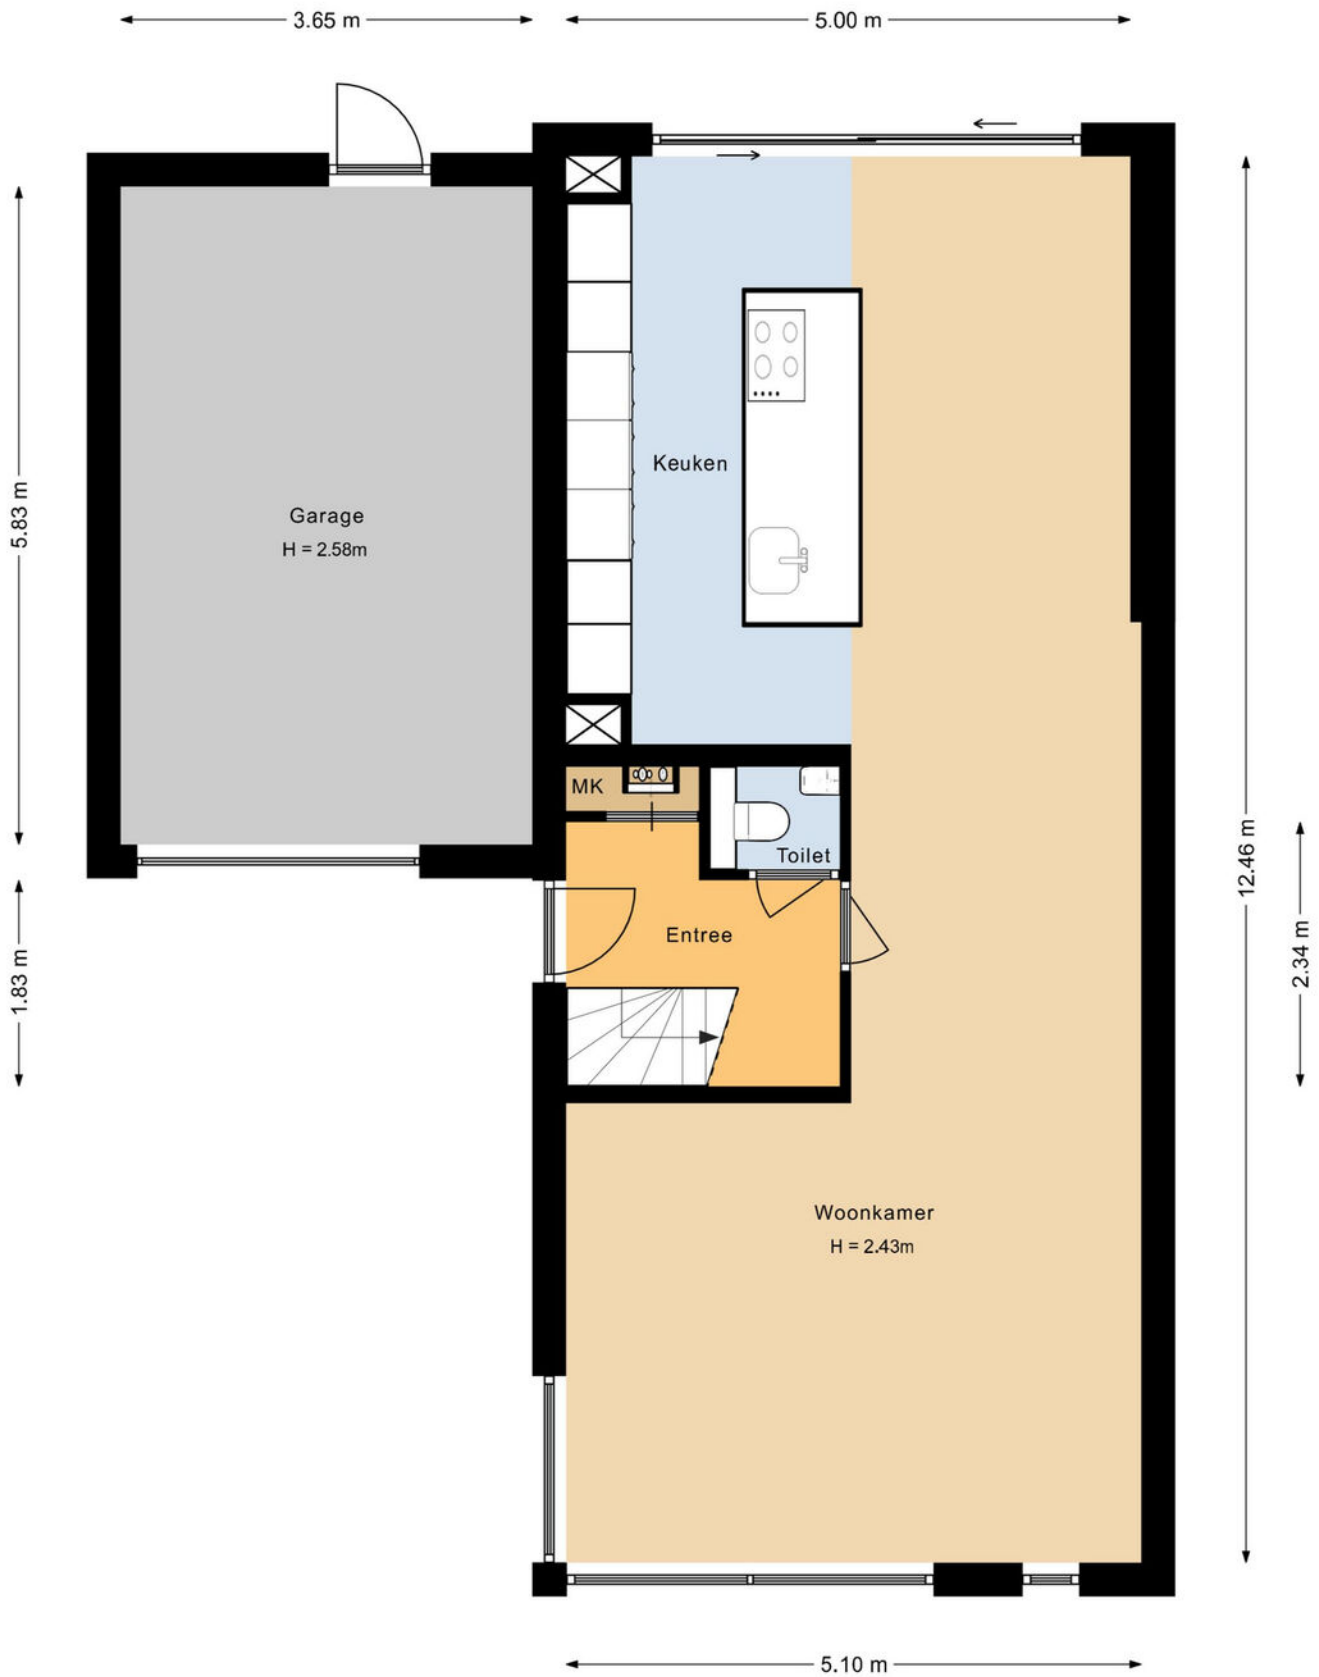 3.65 m
5.00 m
Keuken
Garage
H = 2.58m
5.83 m
MK
Toilet
12.46 m
Entree
2.34 m
1.83 m
Woonkamer
H = 2.43m
5.10 m